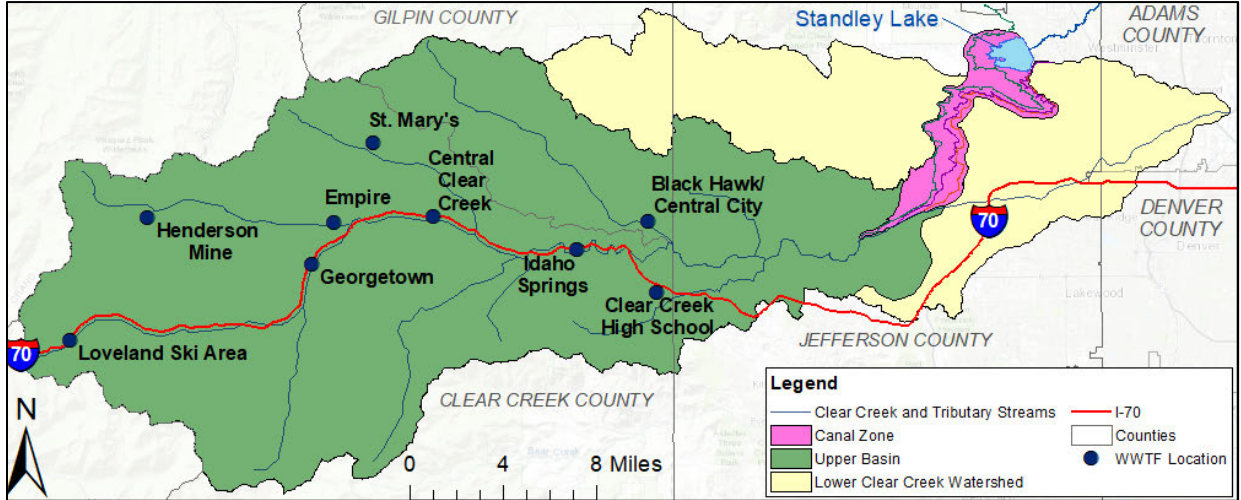 GILPIN COUNTY
Standley Lake
ADAMS
COUNTY
Westminster
St. Mary's
Central
Clear
Creek
Empire
Henderson
Mine
Black Hawk/
Central City
Georgetown
Idaho
Springs
Clear Creek
High School
70
DENVER
COUNTY
Denver
Lakewood
Loveland Ski Area
70
JEFFERSON COUNTY
CLEAR CREEK COUNTY
N
0 4 8 Miles
Legend
Clear Creek and Tributary Streams
I-70
Canal Zone
Counties
Upper Basin
WWTF Location
Lower Clear Creek Watershed